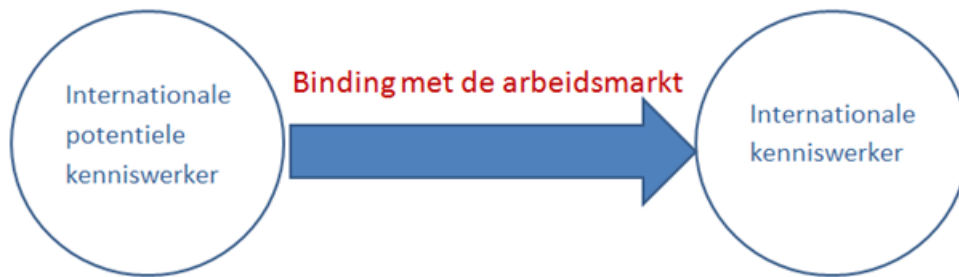 Binding met de arbeidsmarkt
Internationale
potentiele
kenniswerker
Internationale
kenniswerker